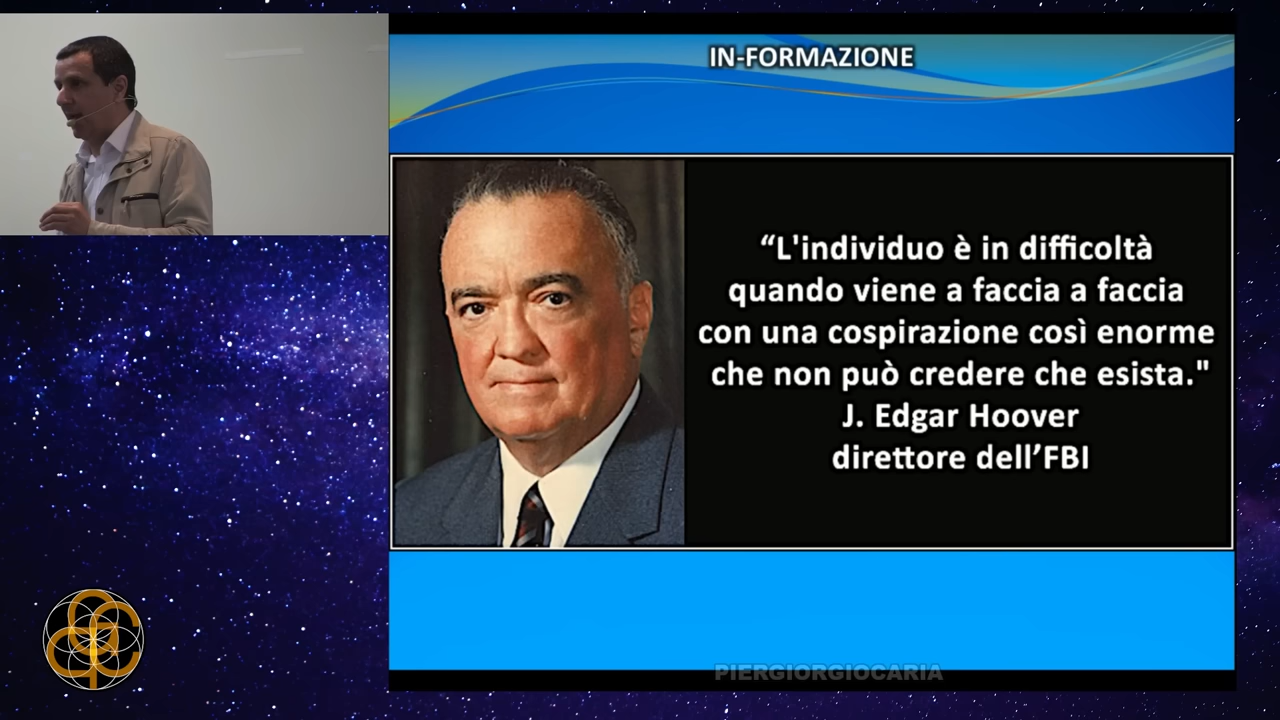 IN-FORMAZIONE
“L'individuo è in difficoltà
quando viene a faccia a faccia
con una cospirazione così enorme
che non può credere che esista."
J. Edgar Hoover
direttore dell’FBI
PIERGIORGIOCARIA